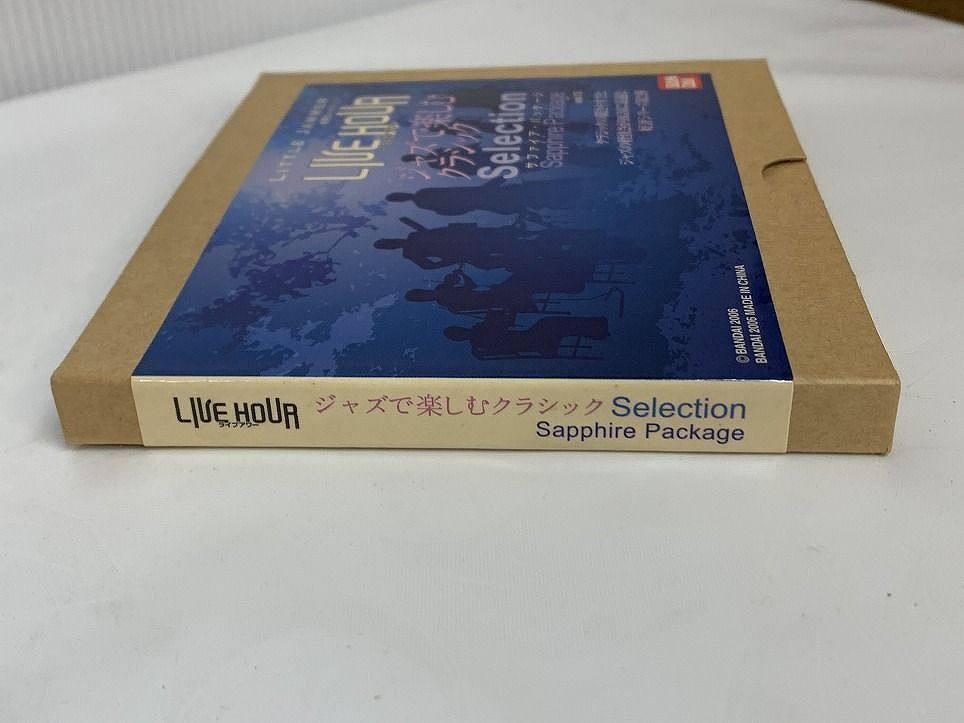 LITTLE JAMMER
LIVE HOUR
ジャズで楽しむ
クラシック
Selection
サファイア・パッケージ
Sapphire Package
© BANDAI 2006
BANDAI 2006 MADE IN CHINA
LIVE HOUR
ライブアワー
ジャズで楽しむクラシック Selection
Sapphire Package